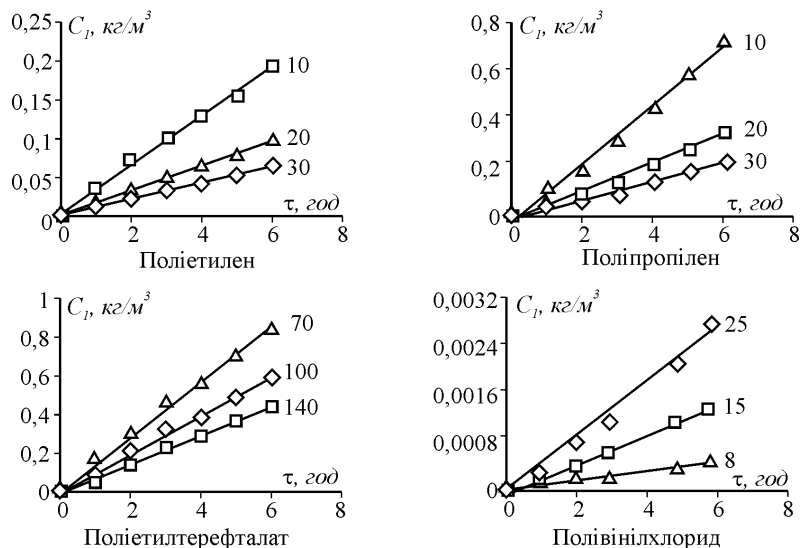 C₁, кг/м³
0,25
0,2
0,15
0,1
0,05
0
10
20
30
τ, год
0 2 4 6 8
Поліетилен
C₁, кг/м³
0,8
0,6
0,4
0,2
0
10
20
30
τ, год
0 2 4 6 8
Поліпропілен
C₁, кг/м³
1
0,8
0,6
0,4
0,2
0
70
100
140
τ, год
0 2 4 6 8
Поліетилтерефталат
C₁, кг/м³
0,0032
0,0024
0,0016
0,0008
0
25
15
8
τ, год
0 2 4 6 8
Полівінілхлорид